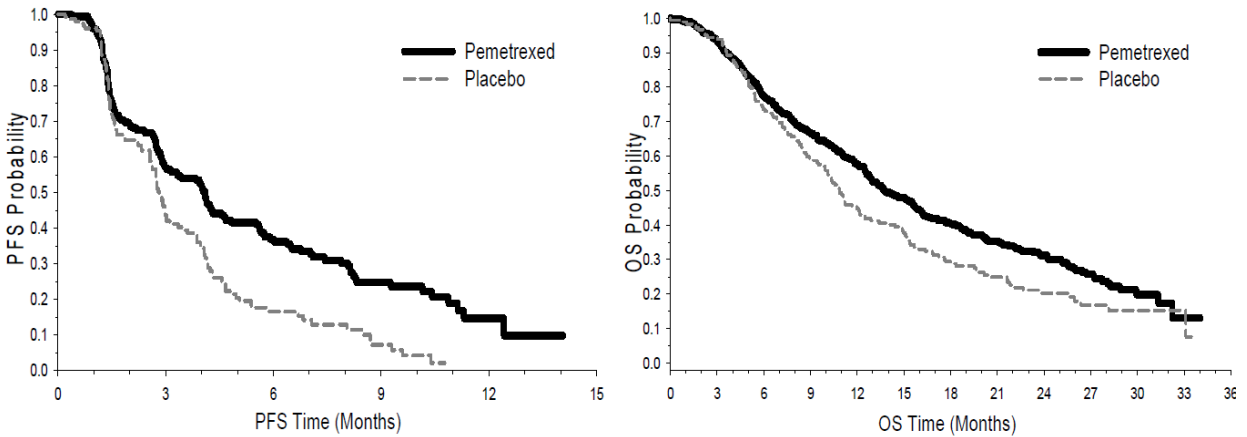 PFS Probability
1.0
0.9
0.8
0.7
0.6
0.5
0.4
0.3
0.2
0.1
0.0
Pemetrexed
Placebo
0 3 6 9 12 15
PFS Time (Months)
OS Probability
1.0
0.9
0.8
0.7
0.6
0.5
0.4
0.3
0.2
0.1
0.0
Pemetrexed
Placebo
0 3 6 9 12 15 18 21 24 27 30 33 36
OS Time (Months)